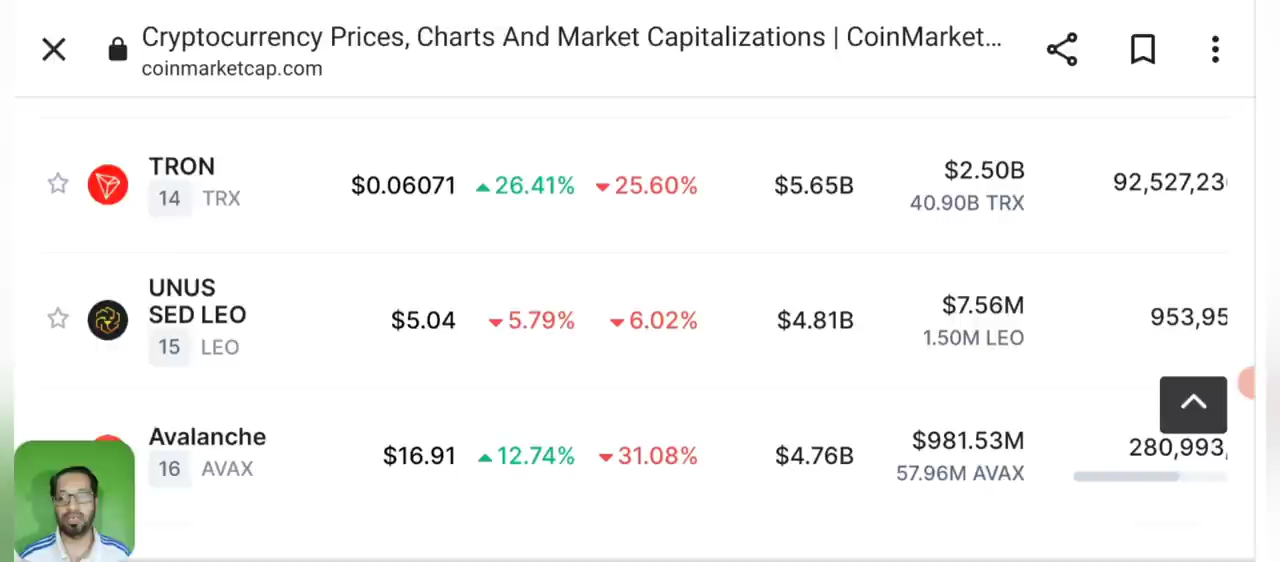 Cryptocurrency Prices, Charts And Market Capitalizations | CoinMarket...
coinmarketcap.com
TRON
14 TRX
$0.06071 ▲26.41% ▼25.60% $5.65B
$2.50B
40.90B TRX
92,527,23
UNUS
SED LEO
15 LEO
$5.04 ▼5.79% ▼6.02% $4.81B
$7.56M
1.50M LEO
953,95
Avalanche
16 AVAX
$16.91 ▲12.74% ▼31.08% $4.76B
$981.53M
57.96M AVAX
280,993,